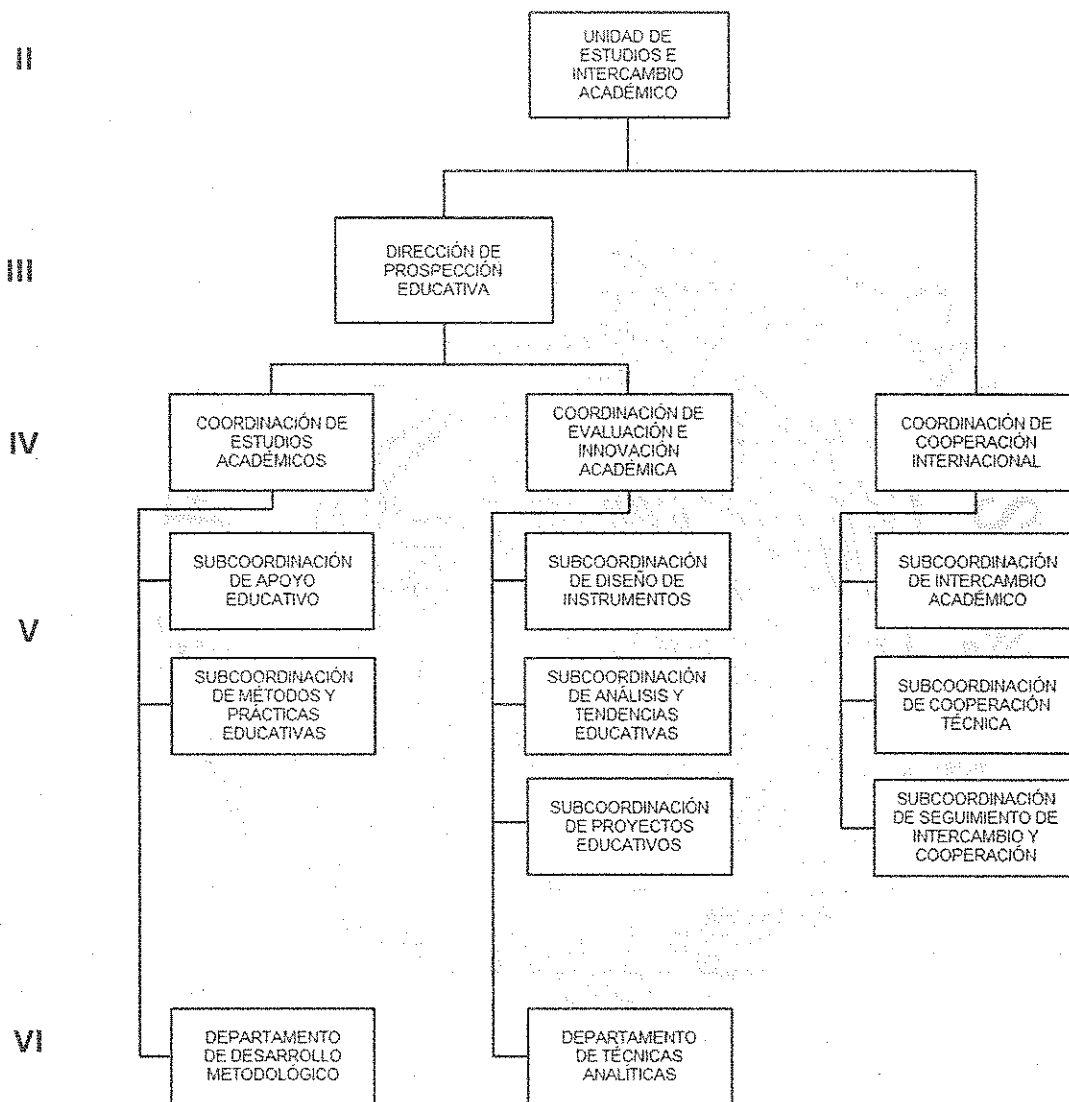 II
UNIDAD DE
ESTUDIOS E
INTERCAMBIO
ACADÉMICO
III
DIRECCIÓN DE
PROSPECCIÓN
EDUCATIVA
IV
COORDINACIÓN DE
ESTUDIOS
ACADÉMICOS
COORDINACIÓN DE
EVALUACIÓN E
INNOVACIÓN
ACADÉMICA
COORDINACIÓN DE
COOPERACIÓN
INTERNACIONAL
V
SUBCOORDINACIÓN
DE APOYO
EDUCATIVO
SUBCOORDINACIÓN
DE DISEÑO DE
INSTRUMENTOS
SUBCOORDINACIÓN
DE INTERCAMBIO
ACADÉMICO
SUBCOORDINACIÓN
DE MÉTODOS Y
PRÁCTICAS
EDUCATIVAS
SUBCOORDINACIÓN
DE ANÁLISIS Y
TENDENCIAS
EDUCATIVAS
SUBCOORDINACIÓN
DE COOPERACIÓN
TÉCNICA
SUBCOORDINACIÓN
DE PROYECTOS
EDUCATIVOS
SUBCOORDINACIÓN
DE SEGUIMIENTO DE
INTERCAMBIO Y
COOPERACIÓN
VI
DEPARTAMENTO
DE DESARROLLO
METODOLÓGICO
DEPARTAMENTO
DE TÉCNICAS
ANALÍTICAS